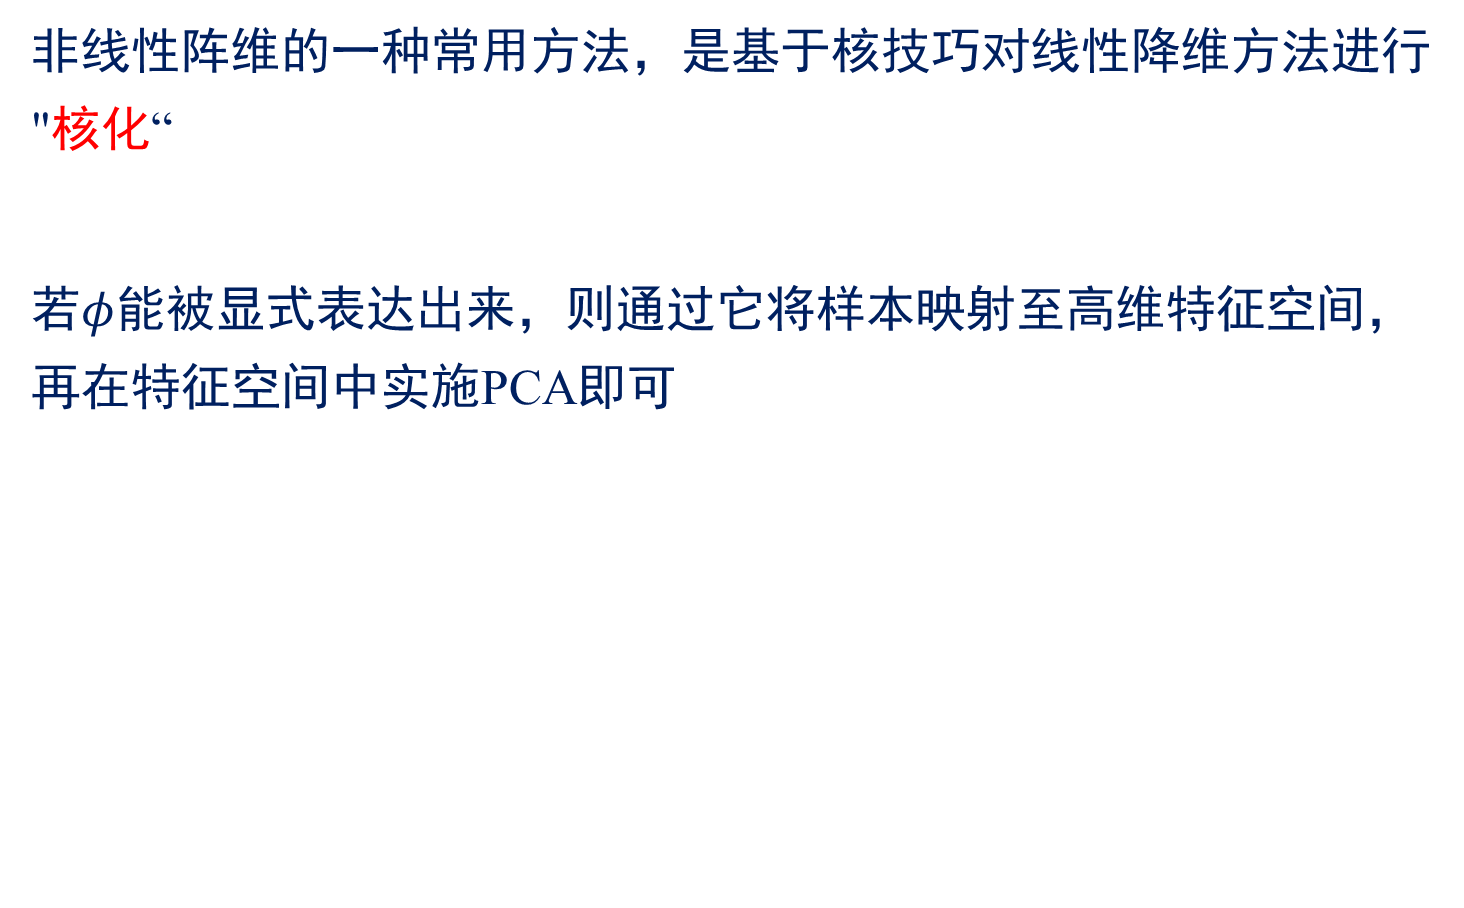 非线性阵维的一种常用方法，是基于核技巧对线性降维方法进行
"核化“
若ϕ能被显式表达出来，则通过它将样本映射至高维特征空间，
再在特征空间中实施PCA即可